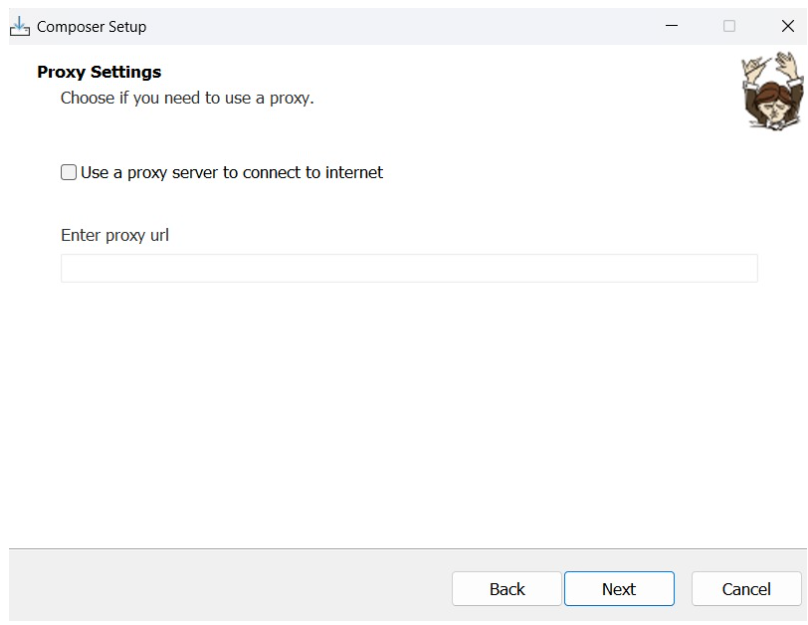 Composer Setup
Proxy Settings
Choose if you need to use a proxy.
Use a proxy server to connect to internet
Enter proxy url
Back Next Cancel